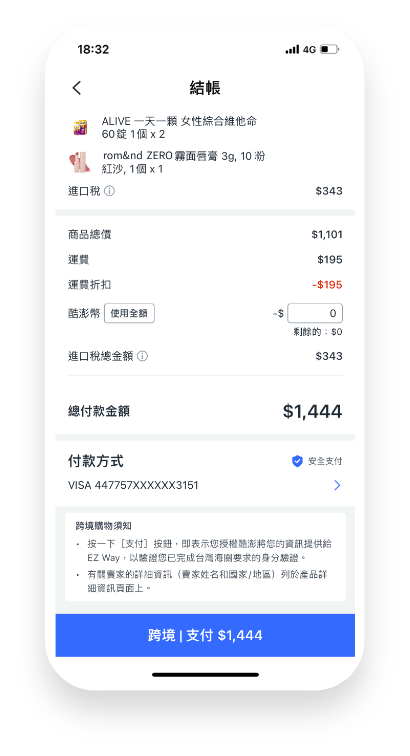 18:32
4G
結帳
ALIVE 一天一顆 女性綜合維他命
60錠 1個 x 2
rom&nd ZERO霧面唇膏 3g, 10 粉
紅沙, 1個 x 1
進口稅 $343
商品總價 $1,101
運費 $195
運費折扣 -$195
酷澎幣 使用全額 -$ 0
剩餘的：$0
進口稅總金額 $343
總付款金額 $1,444
付款方式 安全支付
VISA 447757XXXXXX3151
跨境購物須知
• 按一下［支付］按鈕，即表示您授權酷澎將您的資訊提供給
EZ Way，以驗證您已完成台灣海關要求的身分驗證。
• 有關賣家的詳細資訊（賣家姓名和國家/地區）列於產品詳
細資訊頁面上。
跨境 | 支付 $1,444